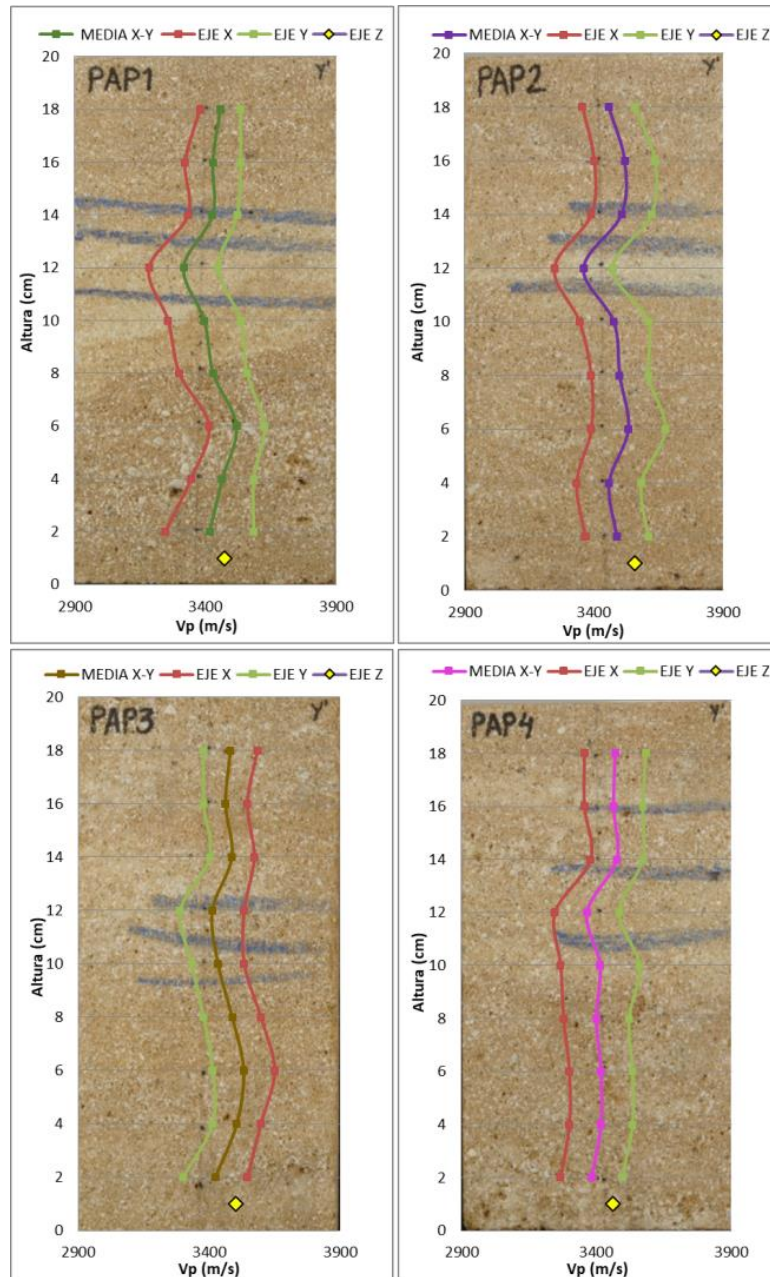 MEDIA X-Y EJE X EJE Y EJE Z
PAP1 Y'
20
18
16
14
12
10
8
6
4
2
0
Altura (cm)
2900 3400 3900
Vp (m/s)
MEDIA X-Y EJE X EJE Y EJE Z
PAP2 Y'
20
18
16
14
12
10
8
6
4
2
0
Altura (cm)
2900 3400 3900
Vp (m/s)
MEDIA X-Y EJE X EJE Y EJE Z
PAP3 Y'
20
18
16
14
12
10
8
6
4
2
0
Altura (cm)
2900 3400 3900
Vp (m/s)
MEDIA X-Y EJE X EJE Y EJE Z
PAP4 Y'
20
18
16
14
12
10
8
6
4
2
0
Altura (cm)
2900 3400 3900
Vp (m/s)